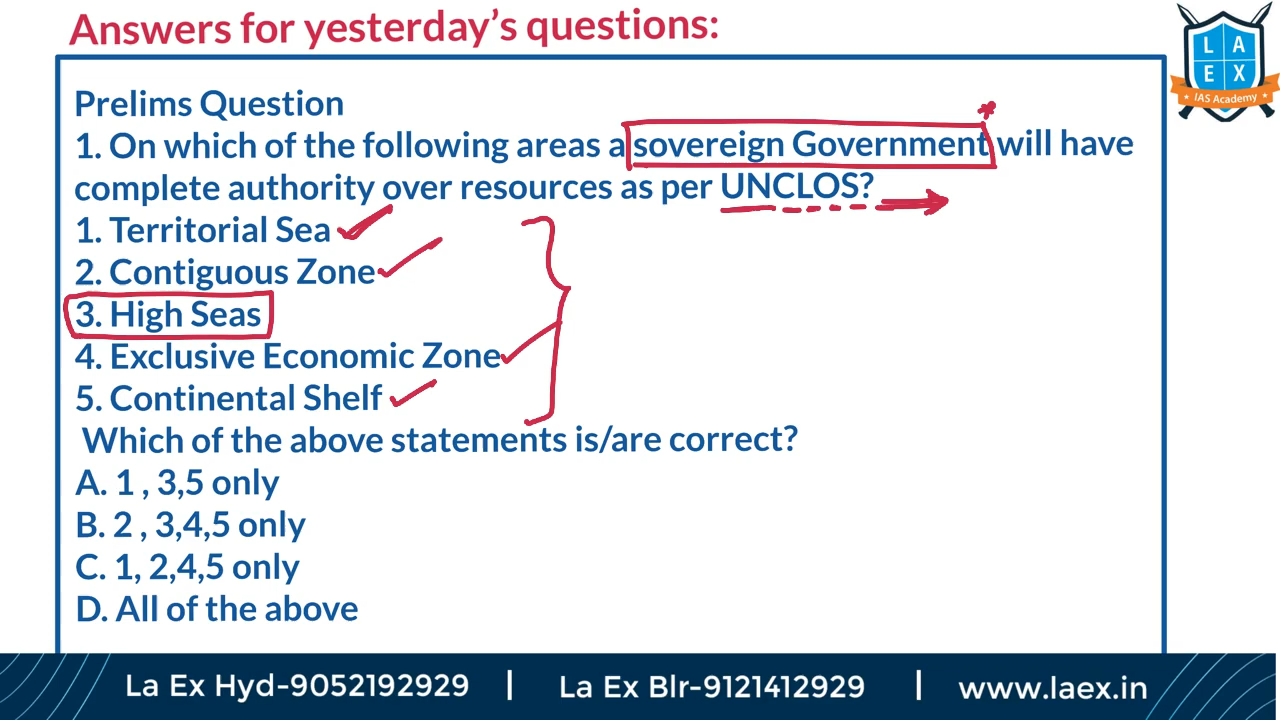 Answers for yesterday's questions:
L A
E X
IAS Academy
Prelims Question
1. On which of the following areas a sovereign Government will have
complete authority over resources as per UNCLOS?
1. Territorial Sea
2. Contiguous Zone
3. High Seas
4. Exclusive Economic Zone
5. Continental Shelf
Which of the above statements is/are correct?
A. 1 , 3,5 only
B. 2 , 3,4,5 only
C. 1, 2,4,5 only
D. All of the above
La Ex Hyd-9052192929 | La Ex Blr-9121412929 | www.laex.in